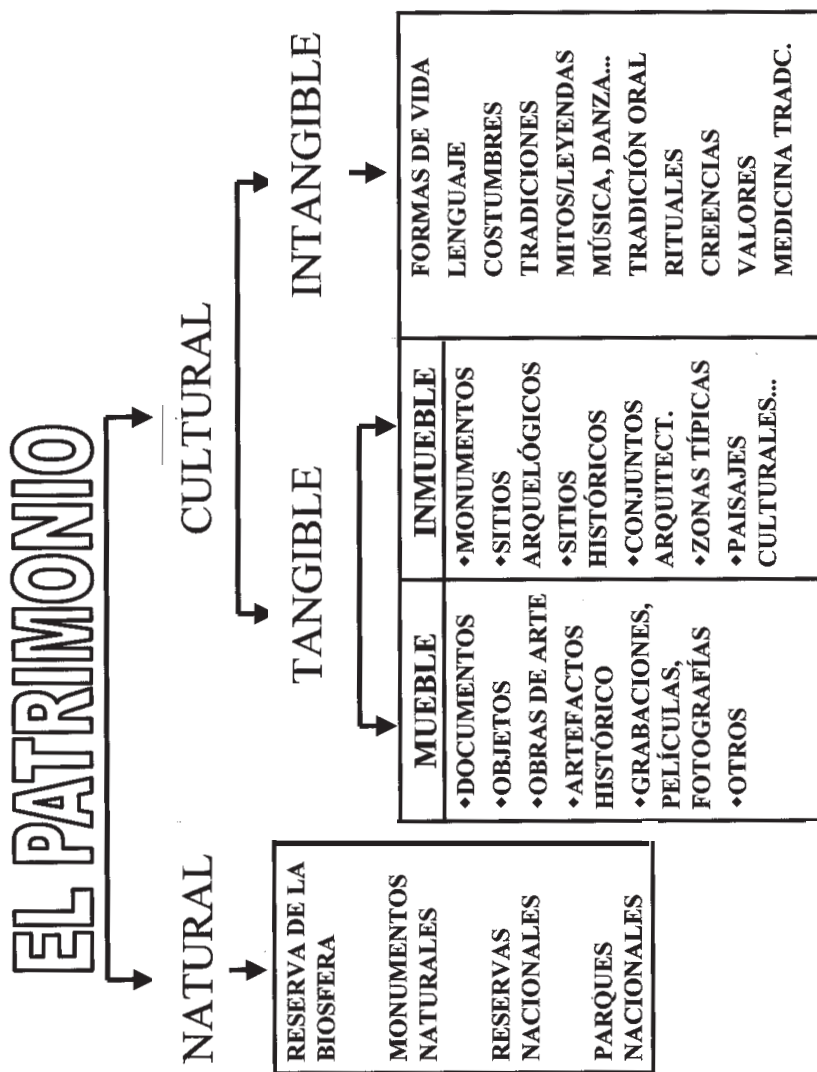 EL PATRIMONIO
NATURAL
CULTURAL
TANGIBLE
INTANGIBLE
RESERVA DE LA
BIOSFERA
MONUMENTOS
NATURALES
RESERVAS
NACIONALES
PARQUES
NACIONALES
MUEBLE
♦DOCUMENTOS
♦OBJETOS
♦OBRAS DE ARTE
♦ARTEFACTOS
HISTÓRICO
♦GRABACIONES,
PELÍCULAS,
FOTOGRAFÍAS
♦OTROS
INMUEBLE
♦MONUMENTOS
♦SITIOS
ARQUELÓGICOS
♦SITIOS
HISTÓRICOS
♦CONJUNTOS
ARQUITECT.
♦ZONAS TÍPICAS
♦PAISAJES
CULTURALES...
FORMAS DE VIDA
LENGUAJE
COSTUMBRES
TRADICIONES
MITOS/LEYENDAS
MÚSICA, DANZA...
TRADICIÓN ORAL
RITUALES
CREENCIAS
VALORES
MEDICINA TRADC.